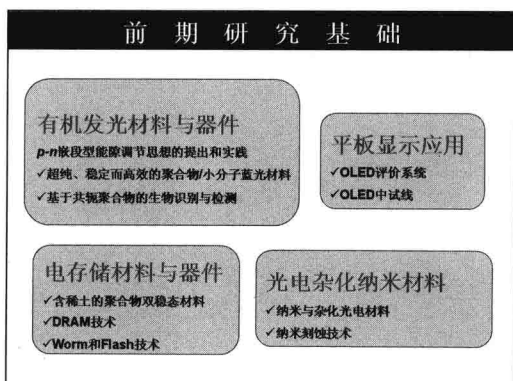 前期研究基础
有机发光材料与器件
p-n嵌段型能隙调节思想的提出和实践
✓超纯、稳定而高效的聚合物/小分子蓝光材料
✓基于共轭聚合物的生物识别与检测
平板显示应用
✓OLED评价系统
✓OLED中试线
电存储材料与器件
✓含稀土的聚合物双稳态材料
✓DRAM技术
✓Worm和Flash技术
光电杂化纳米材料
✓纳米与杂化光电材料
✓纳米刻蚀技术